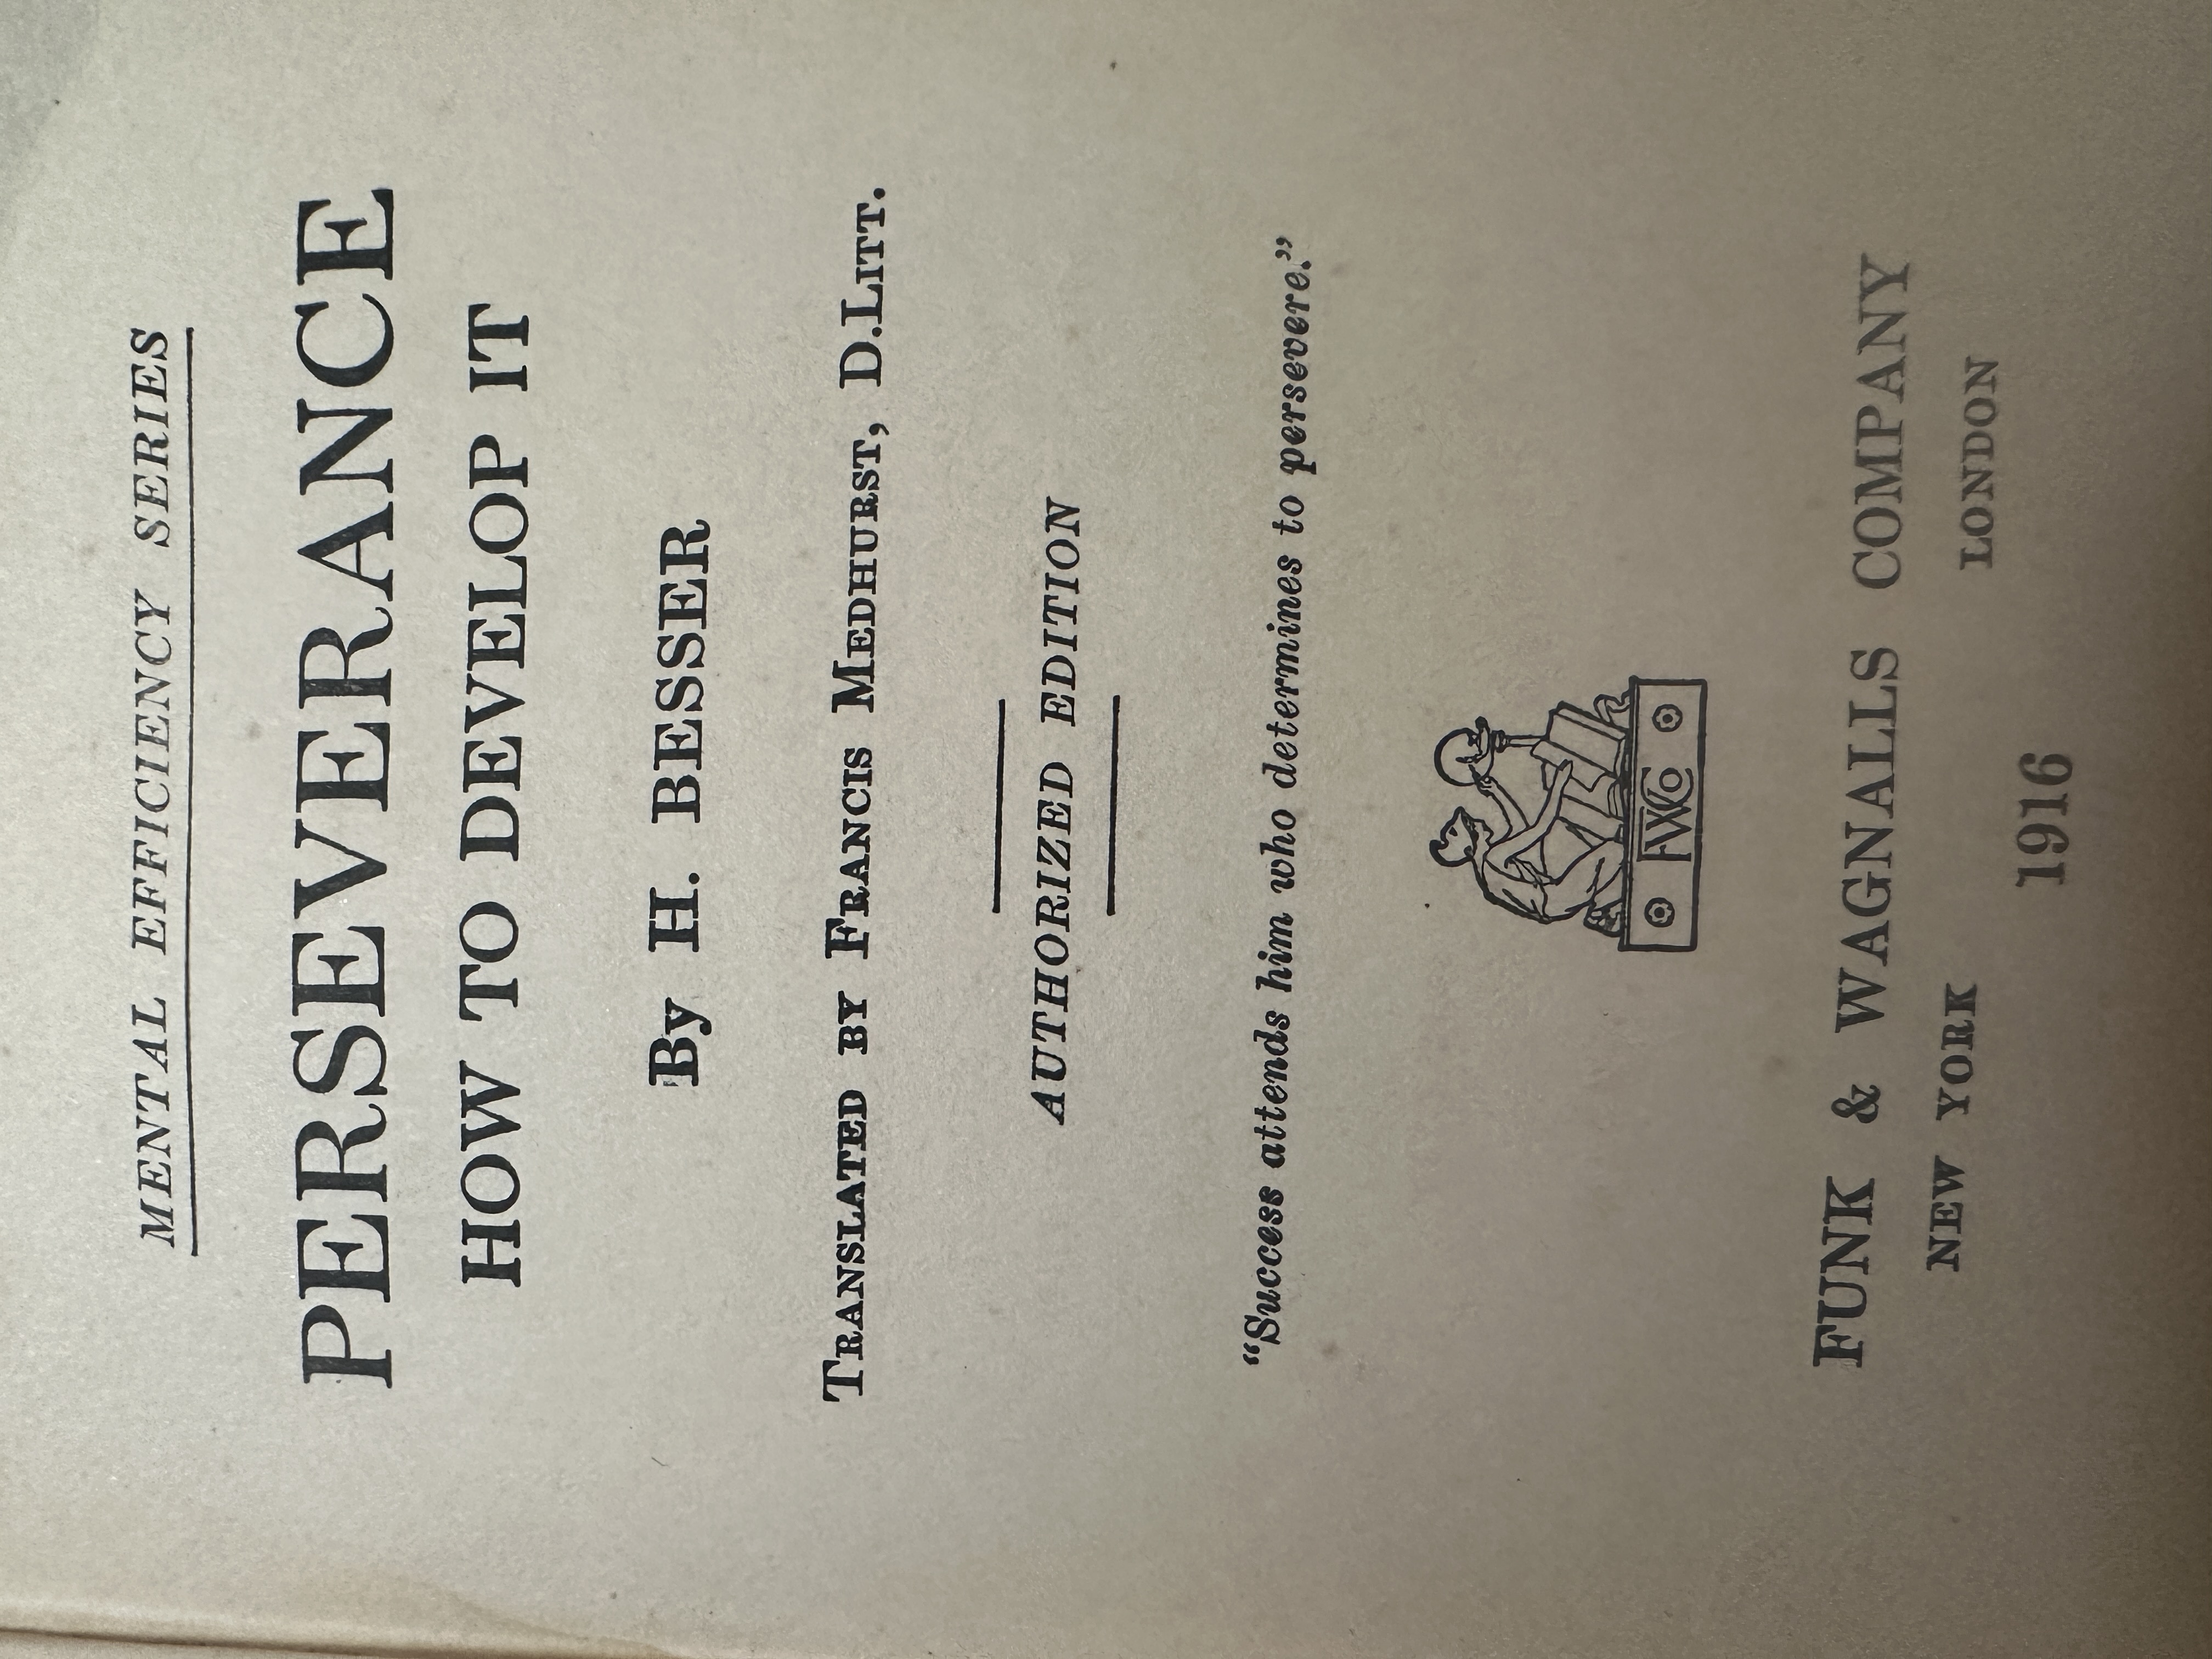 MENTAL EFFICIENCY SERIES
PERSEVERANCE
HOW TO DEVELOP IT
By H. BESSER
TRANSLATED BY FRANCIS MEDHURST, D.LITT.
AUTHORIZED EDITION
"Success attends him who determines to persevere."
FWCo
FUNK & WAGNALLS COMPANY
NEW YORK LONDON
1916